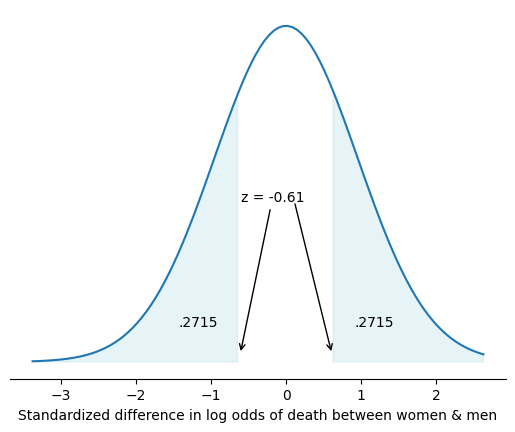 z = -0.61
.2715 .2715
−3 −2 −1 0 1 2
Standardized difference in log odds of death between women & men